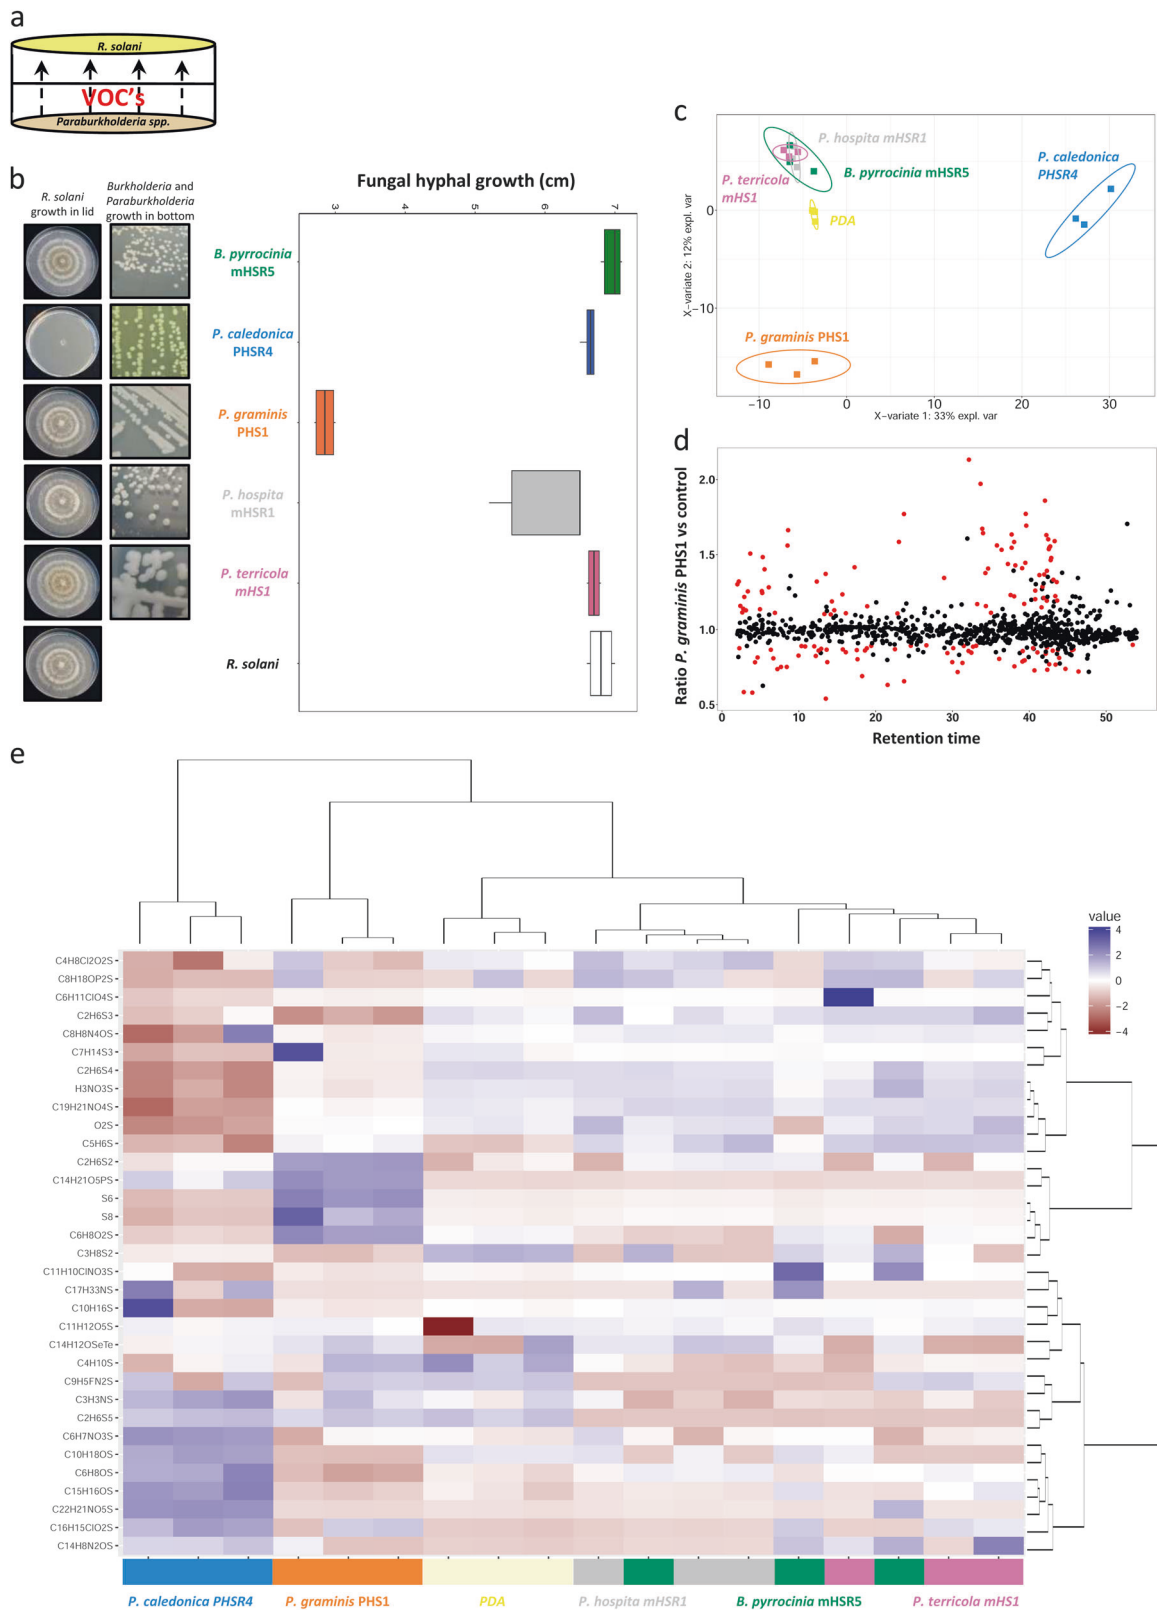 a
R. solani
VOC's
Paraburkholderia spp.
b
R. solani
growth in lid
Burkholderia and
Paraburkholderia
growth in bottom
Fungal hyphal growth (cm)
3
4
5
6
7
B. pyrrocinia
mHSR5
P. caledonica
PHSR4
P. graminis
PHS1
P. hospita
mHSR1
P. terricola
mHS1
R. solani
c
P. hospita mHSR1
B. pyrrocinia mHSR5
P. terricola
mHS1
PDA
P. caledonica
PHSR4
P. graminis PHS1
X-variate 2: 12% expl. var
0
−10
−10
0
10
20
30
X-variate 1: 33% expl. var
d
Ratio P. graminis PHS1 vs control
2.0
1.5
1.0
0.5
0
10
20
30
40
50
Retention time
e
value
4
2
0
−2
−4
C4H8Cl2O2S
C8H18OP2S
C6H11ClO4S
C2H6S3
C8H8N4OS
C7H14S3
C2H6S4
H3NO3S
C19H21NO4S
O2S
C5H6S
C2H6S2
C14H21O5PS
S6
S8
C6H8O2S
C3H8S2
C11H10ClNO3S
C17H33NS
C10H16S
C11H12O5S
C14H12OSeTe
C4H10S
C9H5FN2S
C3H3NS
C2H6S5
C6H7NO3S
C10H18OS
C6H8OS
C15H16OS
C22H21NO5S
C16H15ClO2S
C14H8N2OS
P. caledonica PHSR4
P. graminis PHS1
PDA
P. hospita mHSR1
B. pyrrocinia mHSR5
P. terricola mHS1